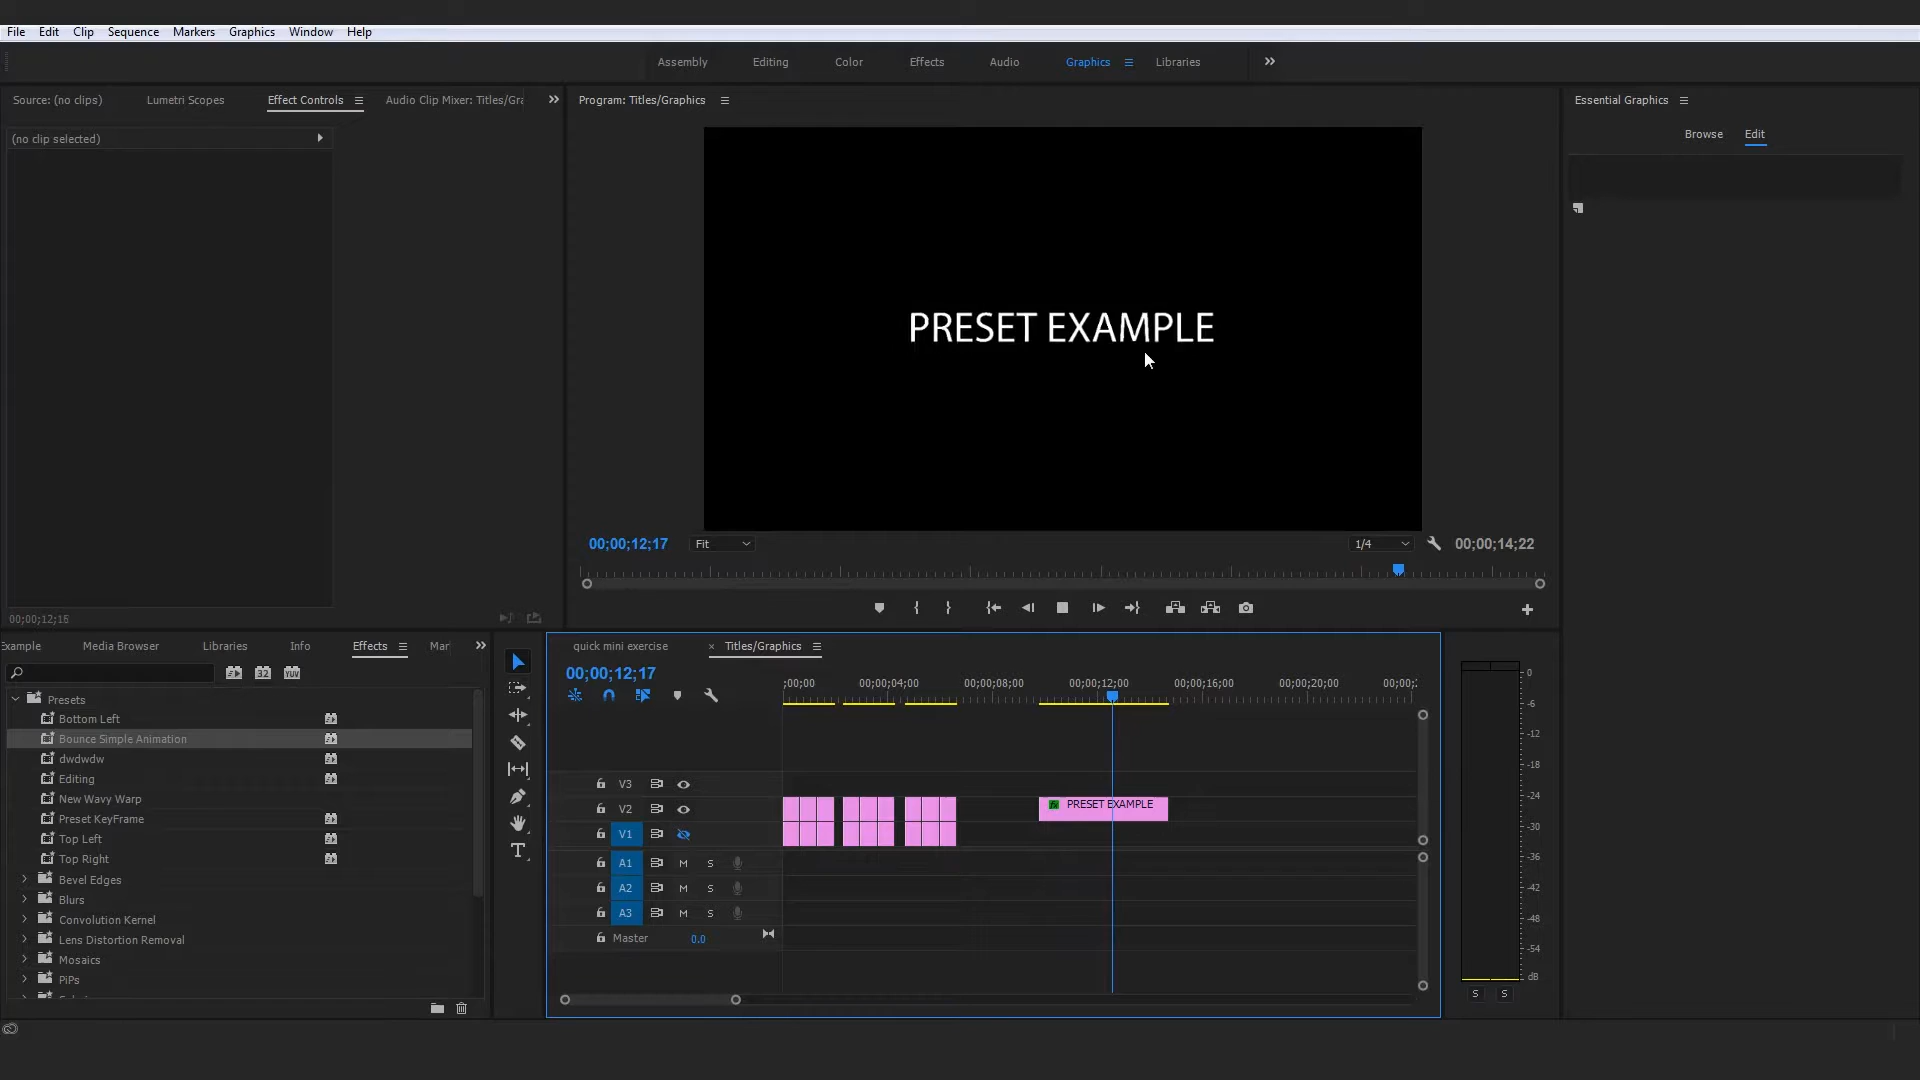 File Edit Clip Sequence Markers Graphics Window Help
Assembly Editing Color Effects Audio Graphics Libraries
Source: (no clips) Lumetri Scopes Effect Controls Audio Clip Mixer: Titles/Gra
(no clip selected)
00;00;12;15
Program: Titles/Graphics
PRESET EXAMPLE
00;00;12;17 Fit 1/4 00;00;14;22
Essential Graphics
Browse Edit
Example Media Browser Libraries Info Effects Mar
32 YUV
Presets
Bottom Left
Bounce Simple Animation
dwdwdw
Editing
New Wavy Warp
Preset KeyFrame
Top Left
Top Right
Bevel Edges
Blurs
Convolution Kernel
Lens Distortion Removal
Mosaics
PiPs
quick mini exercise × Titles/Graphics
00;00;12;17
;00;00 00;00;04;00 00;00;08;00 00;00;12;00 00;00;16;00 00;00;20;00 00;00;
V3
V2 fx PRESET EXAMPLE
V1
A1 M S
A2 M S
A3 M S
Master 0.0
0
-6
-12
-18
-24
-30
-36
-42
-48
-54
dB
S S